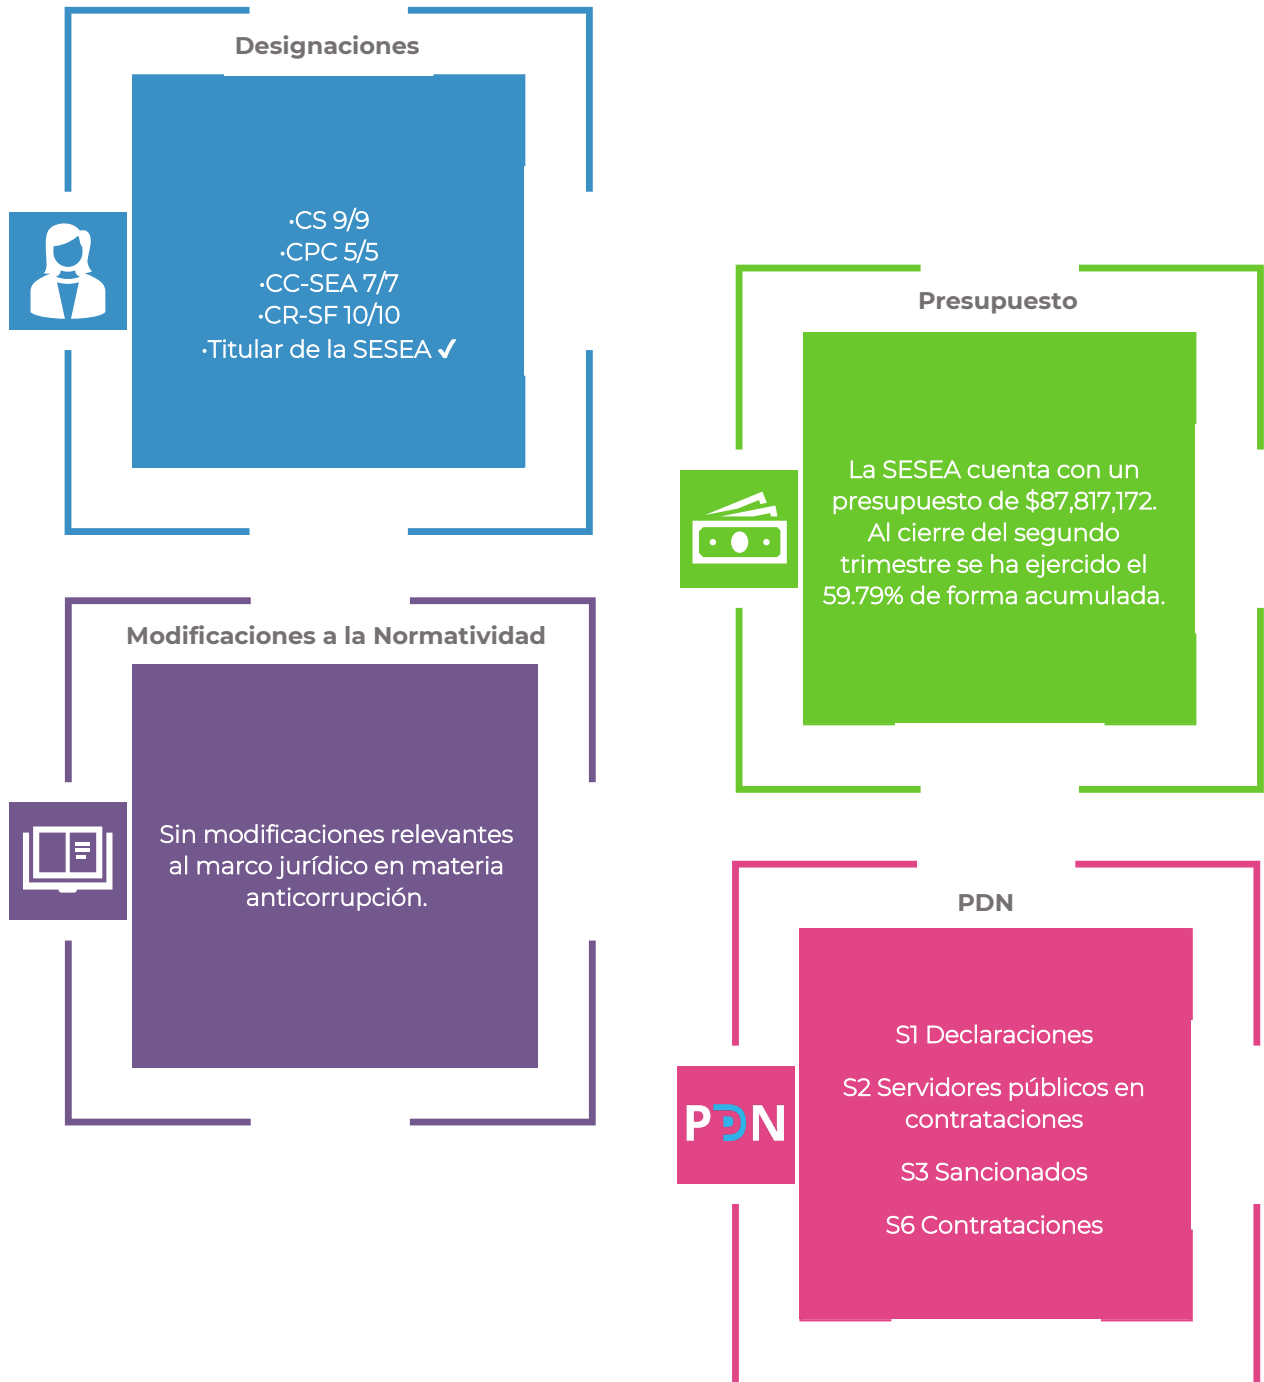 Designaciones
•CS 9/9
•CPC 5/5
•CC-SEA 7/7
•CR-SF 10/10
•Titular de la SESEA ✓
Modificaciones a la Normatividad
Sin modificaciones relevantes
al marco jurídico en materia
anticorrupción.
Presupuesto
La SESEA cuenta con un
presupuesto de $87,817,172.
Al cierre del segundo
trimestre se ha ejercido el
59.79% de forma acumulada.
PDN
PDN
S1 Declaraciones
S2 Servidores públicos en
contrataciones
S3 Sancionados
S6 Contrataciones